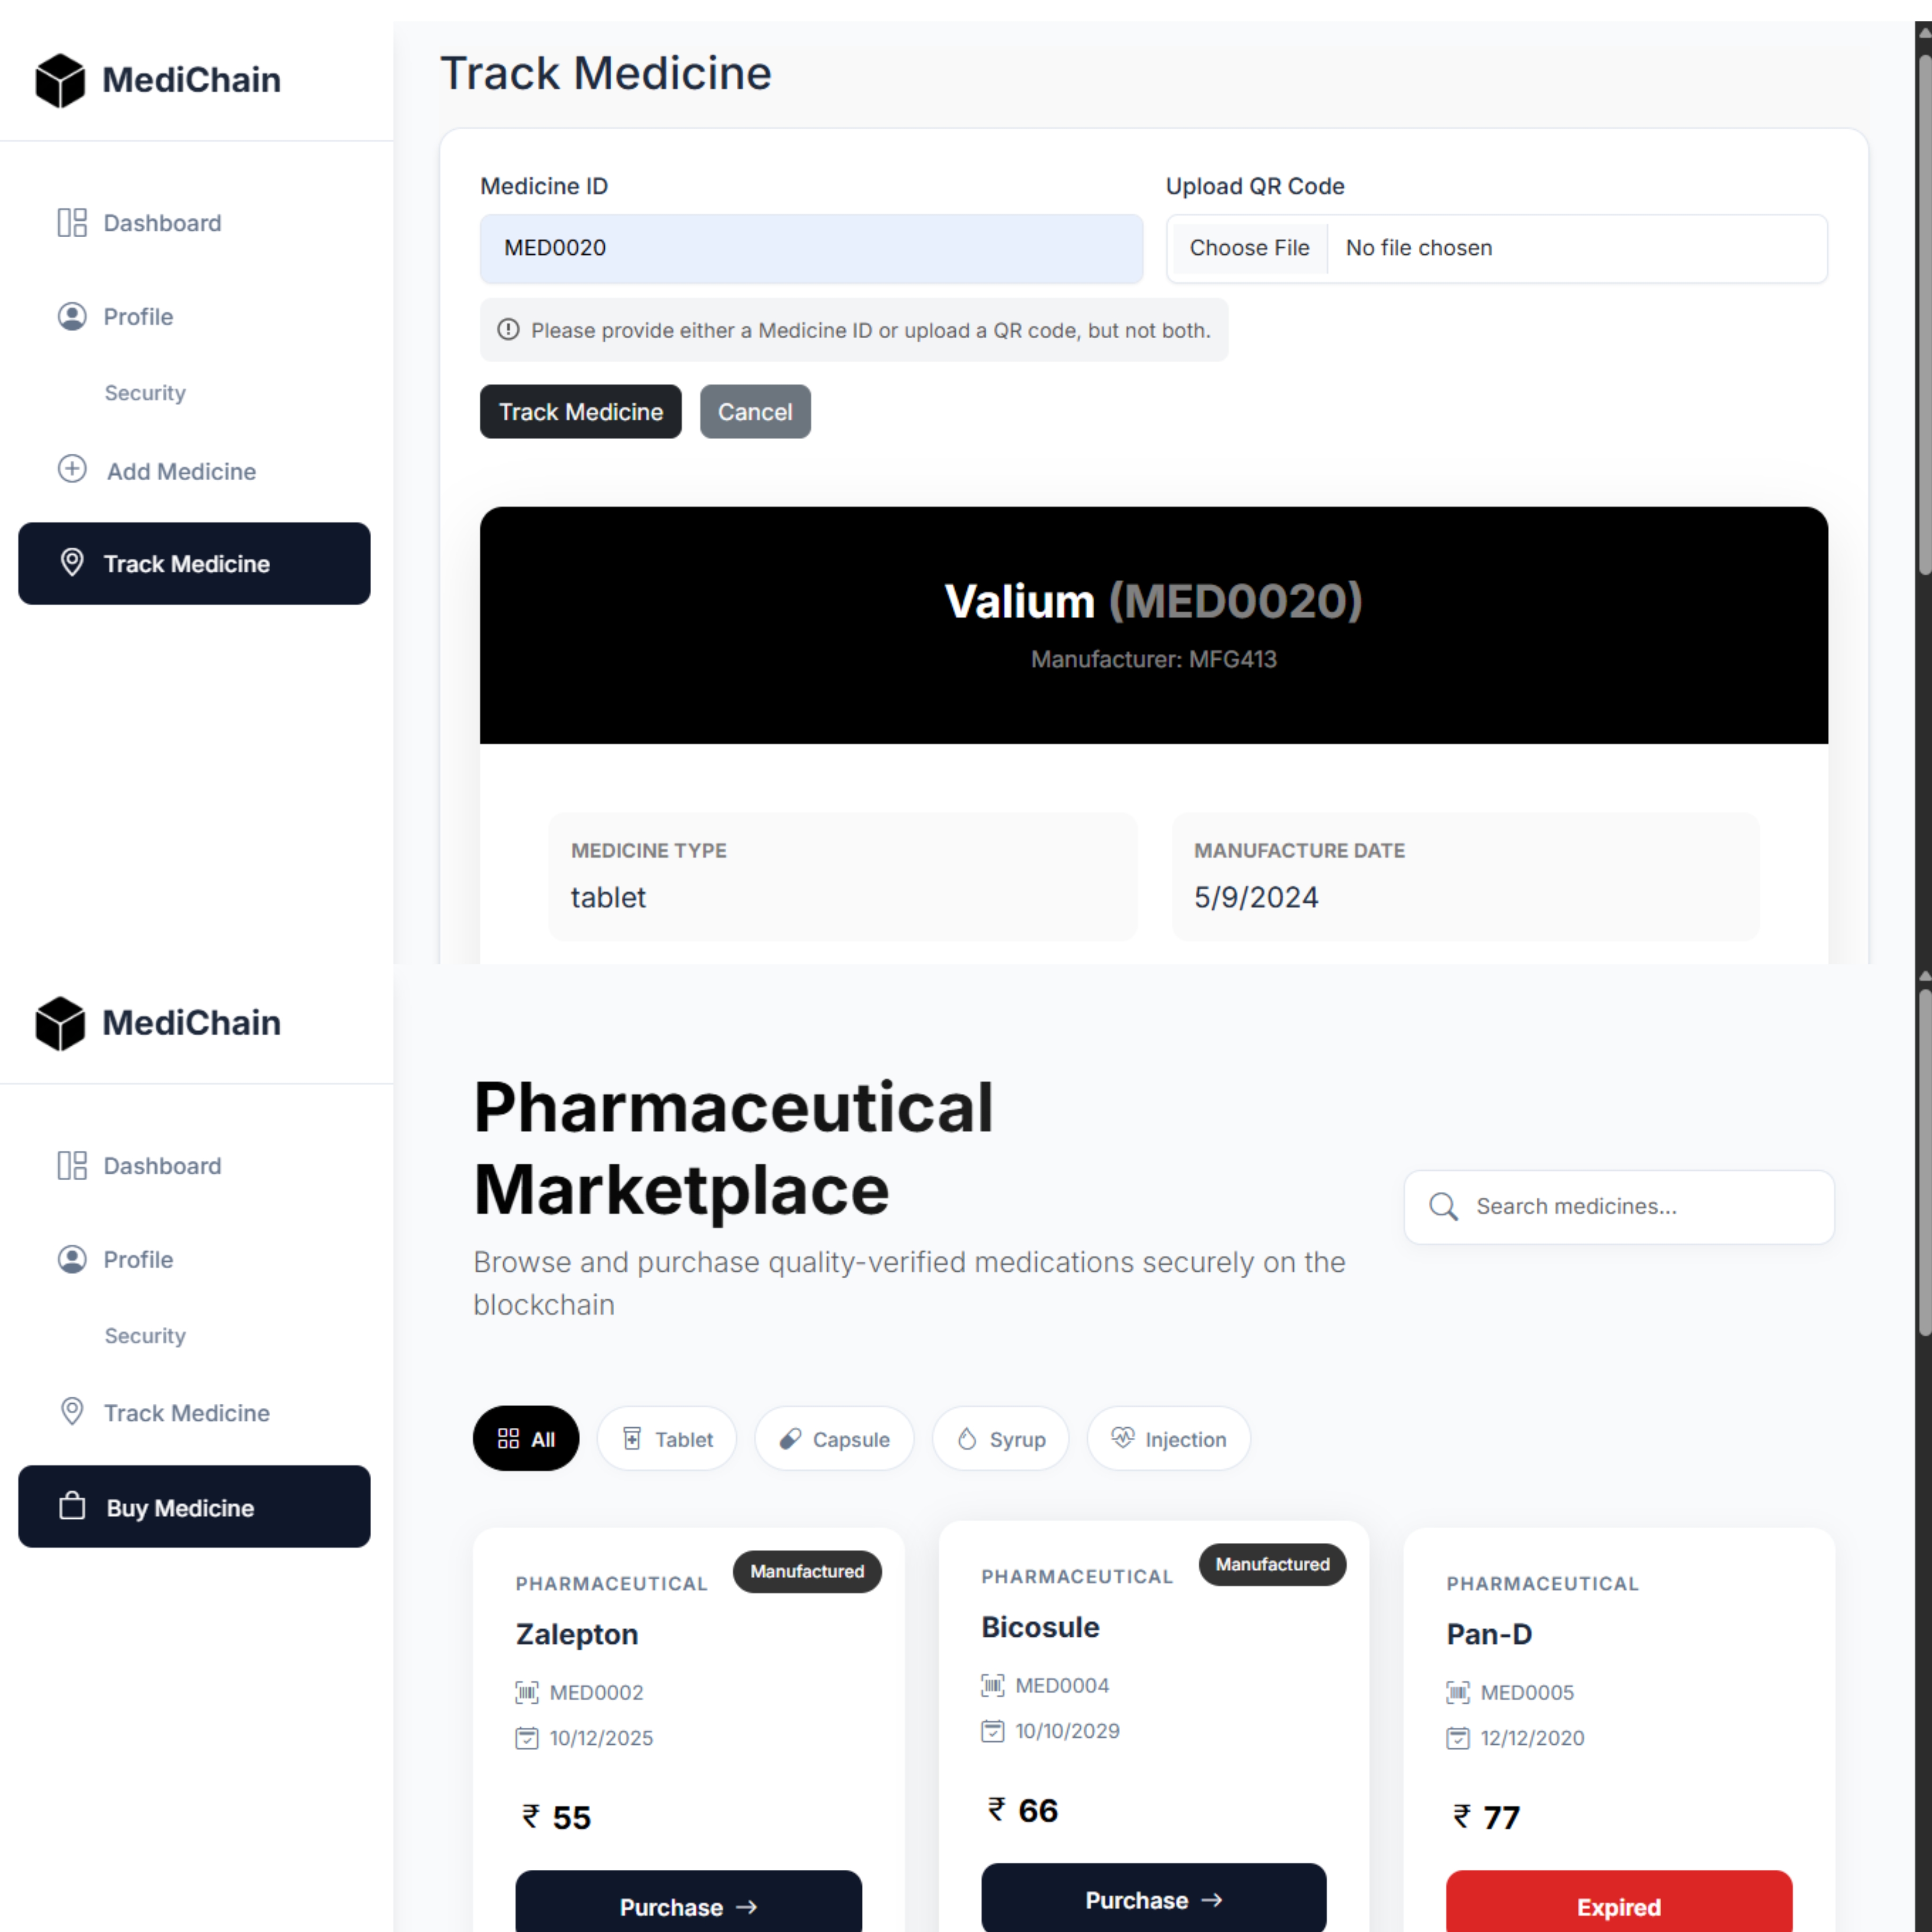 MediChain
Dashboard
Profile
Security
Add Medicine
Track Medicine
Track Medicine
Medicine ID
MED0020
Upload QR Code
Choose File No file chosen
Please provide either a Medicine ID or upload a QR code, but not both.
Track Medicine Cancel
Valium (MED0020)
Manufacturer: MFG413
MEDICINE TYPE
tablet
MANUFACTURE DATE
5/9/2024
MediChain
Dashboard
Profile
Security
Track Medicine
Buy Medicine
Pharmaceutical
Marketplace
Browse and purchase quality-verified medications securely on the
blockchain
Search medicines...
All Tablet Capsule Syrup Injection
PHARMACEUTICAL Manufactured
Zalepton
MED0002
10/12/2025
₹ 55
Purchase →
PHARMACEUTICAL Manufactured
Bicosule
MED0004
10/10/2029
₹ 66
Purchase →
PHARMACEUTICAL
Pan-D
MED0005
12/12/2020
₹ 77
Expired